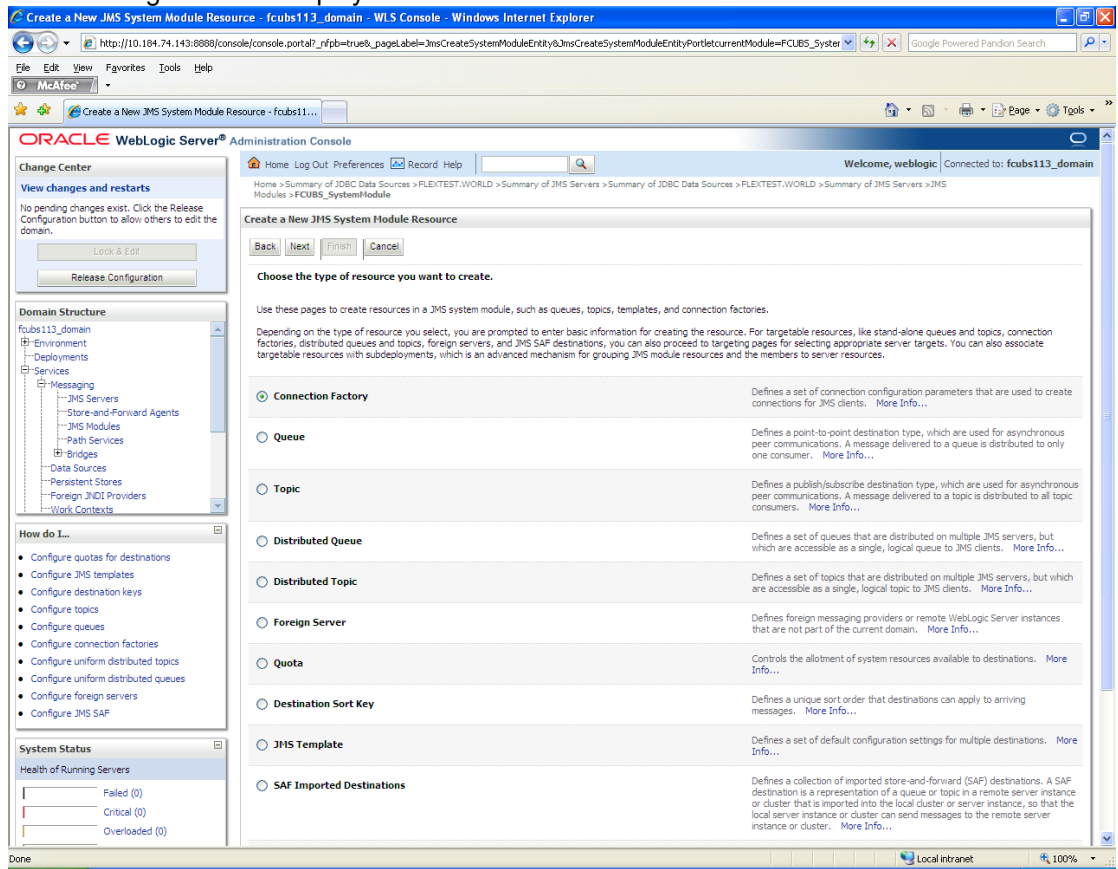 Create a New JMS System Module Resource - fcubs113_domain - WLS Console - Windows Internet Explorer
http://10.184.74.143:8888/console/console.portal?_nfpb=true&_pageLabel=JmsCreateSystemModuleEntity&JmsCreateSystemModuleEntityPortletcurrentModule=FCUBS_System
Google Powered Pandion Search
File Edit View Favorites Tools Help
McAfee
Create a New JMS System Module Resource - fcubs11...
Page Tools
ORACLE WebLogic Server® Administration Console
Change Center
View changes and restarts
No pending changes exist. Click the Release
Configuration button to allow others to edit the
domain.
Lock & Edit
Release Configuration
Domain Structure
fcubs113_domain
Environment
Deployments
Services
Messaging
JMS Servers
Store-and-Forward Agents
JMS Modules
Path Services
Bridges
Data Sources
Persistent Stores
Foreign JNDI Providers
Work Contexts
How do I...
Configure quotas for destinations
Configure JMS templates
Configure destination keys
Configure topics
Configure queues
Configure connection factories
Configure uniform distributed topics
Configure uniform distributed queues
Configure foreign servers
Configure JMS SAF
System Status
Health of Running Servers
Failed (0)
Critical (0)
Overloaded (0)
Home Log Out Preferences Record Help
Welcome, weblogic Connected to: fcubs113_domain
Home >Summary of JDBC Data Sources >FLEXTEST.WORLD >Summary of JMS Servers >Summary of JDBC Data Sources >FLEXTEST.WORLD >Summary of JMS Servers >JMS
Modules >FCUBS_SystemModule
Create a New JMS System Module Resource
Back Next Finish Cancel
Choose the type of resource you want to create.
Use these pages to create resources in a JMS system module, such as queues, topics, templates, and connection factories.
Depending on the type of resource you select, you are prompted to enter basic information for creating the resource. For targetable resources, like stand-alone queues and topics, connection
factories, distributed queues and topics, foreign servers, and JMS SAF destinations, you can also proceed to targeting pages for selecting appropriate server targets. You can also associate
targetable resources with subdeployments, which is an advanced mechanism for grouping JMS module resources and the members to server resources.
Connection Factory
Defines a set of connection configuration parameters that are used to create
connections for JMS clients. More Info...
Queue
Defines a point-to-point destination type, which are used for asynchronous
peer communications. A message delivered to a queue is distributed to only
one consumer. More Info...
Topic
Defines a publish/subscribe destination type, which are used for asynchronous
peer communications. A message delivered to a topic is distributed to all topic
consumers. More Info...
Distributed Queue
Defines a set of queues that are distributed on multiple JMS servers, but
which are accessible as a single, logical queue to JMS clients. More Info...
Distributed Topic
Defines a set of topics that are distributed on multiple JMS servers, but which
are accessible as a single, logical topic to JMS clients. More Info...
Foreign Server
Defines foreign messaging providers or remote WebLogic Server instances
that are not part of the current domain. More Info...
Quota
Controls the allotment of system resources available to destinations. More
Info...
Destination Sort Key
Defines a unique sort order that destinations can apply to arriving
messages. More Info...
JMS Template
Defines a set of default configuration settings for multiple destinations. More
Info...
SAF Imported Destinations
Defines a collection of imported store-and-forward (SAF) destinations. A SAF
destination is a representation of a queue or topic in a remote server instance
or cluster that is imported into the local cluster or server instance, so that the
local server instance or cluster can send messages to the remote server
instance or cluster. More Info...
Done
Local intranet
100%